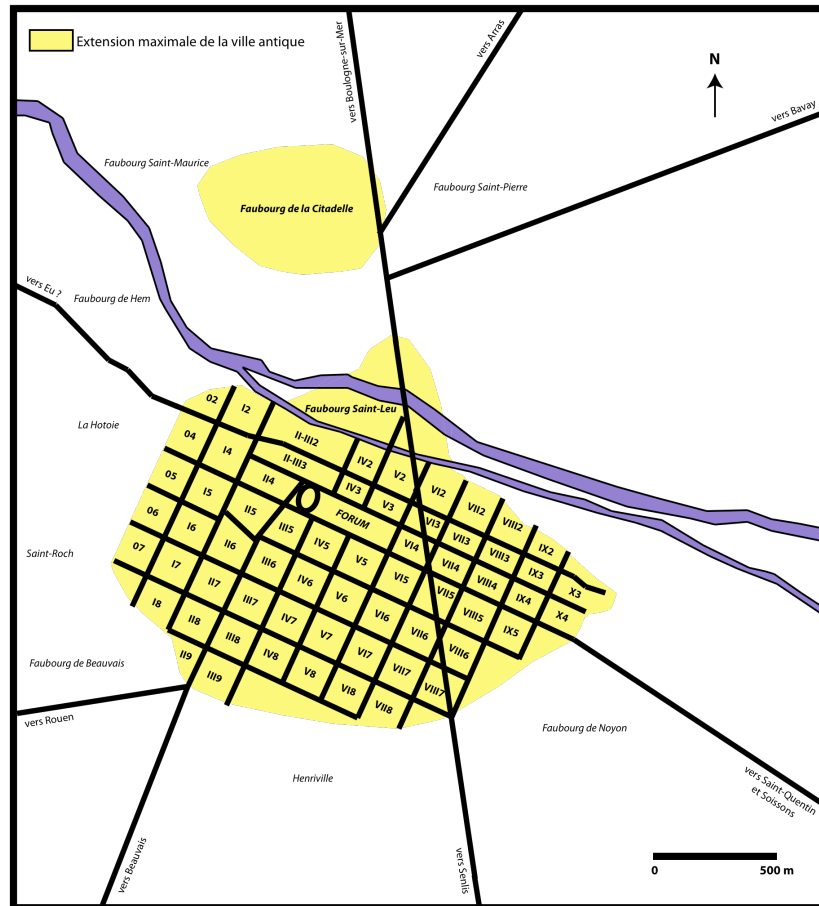 Extension maximale de la ville antique
vers Boulogne-sur-Mer
vers Arras
N
vers Bavay
Faubourg Saint-Maurice
Faubourg Saint-Pierre
Faubourg de la Citadelle
vers Eu ?
Faubourg de Hem
La Hotoie
Faubourg Saint-Leu
02
I2
II-III2
04
I4
II-III3
IV2
V2
VI2
VII2
VIII2
IX2
05
I5
II4
IV3
V3
VI3
VII3
VIII3
IX3
X3
06
I6
II5
III5
FORUM
VI4
VII4
VIII4
IX4
X4
07
I7
II6
III6
IV5
V5
VI5
VII5
VIII5
IX5
I8
II7
III7
IV6
V6
VI6
VII6
VIII6
II8
III8
IV7
V7
VI7
VII7
VIII7
II9
III9
IV8
V8
VI8
VII8
Saint-Roch
Faubourg de Beauvais
vers Rouen
Faubourg de Noyon
Henriville
vers Saint-Quentin
et Soissons
vers Beauvais
vers Senlis
0
500 m